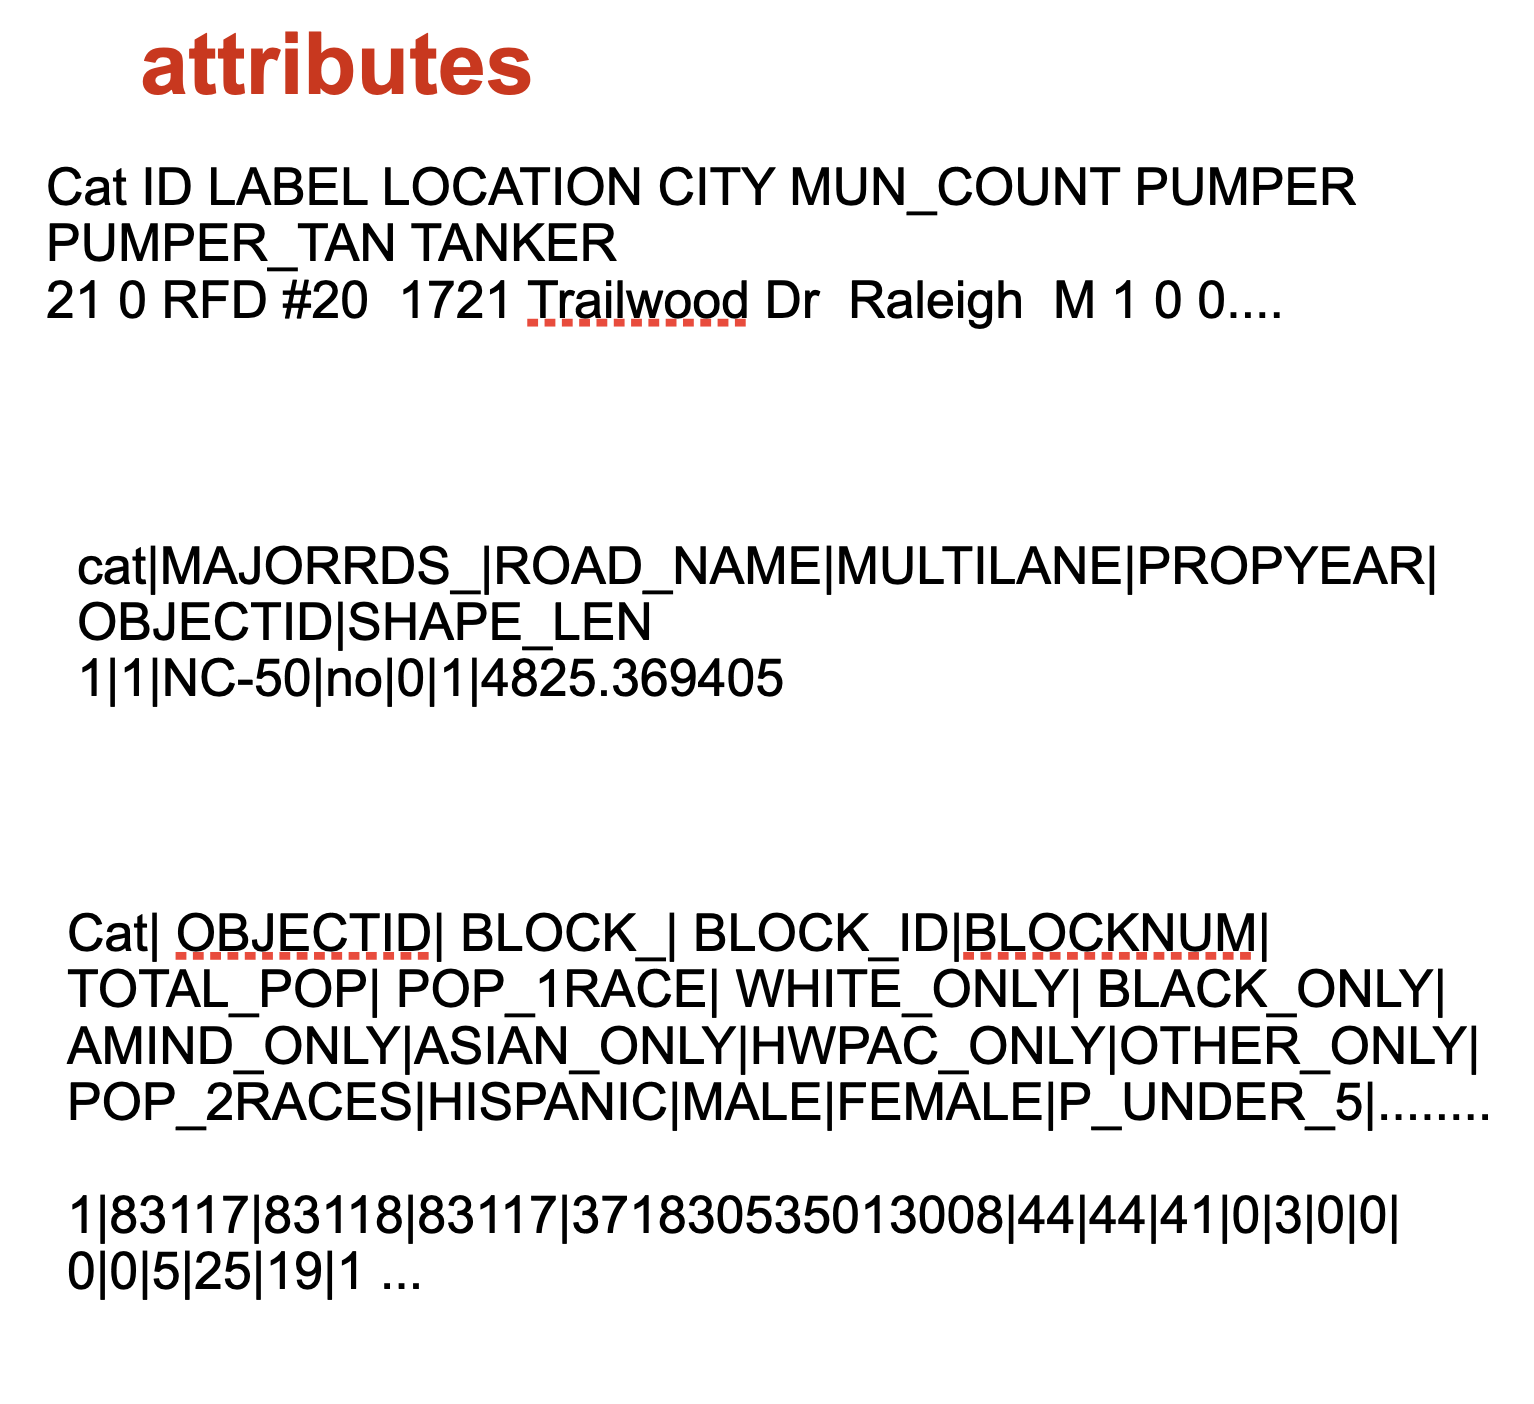 attributes
Cat ID LABEL LOCATION CITY MUN_COUNT PUMPER
PUMPER_TAN TANKER
21 0 RFD #20  1721 Trailwood Dr  Raleigh  M 1 0 0....
cat|MAJORRDS_|ROAD_NAME|MULTILANE|PROPYEAR|
OBJECTID|SHAPE_LEN
1|1|NC-50|no|0|1|4825.369405
Cat| OBJECTID| BLOCK_| BLOCK_ID|BLOCKNUM|
TOTAL_POP| POP_1RACE| WHITE_ONLY| BLACK_ONLY|
AMIND_ONLY|ASIAN_ONLY|HWPAC_ONLY|OTHER_ONLY|
POP_2RACES|HISPANIC|MALE|FEMALE|P_UNDER_5|........
1|83117|83118|83117|371830535013008|44|44|41|0|3|0|0|
0|0|5|25|19|1 ...